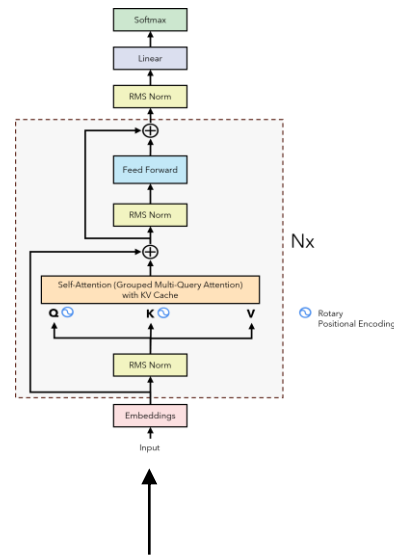 Softmax
Linear
RMS Norm
Feed Forward
RMS Norm
Nx
Self-Attention (Grouped Multi-Query Attention)
with KV Cache
Q K V
Rotary
Positional Encoding
RMS Norm
Embeddings
Input